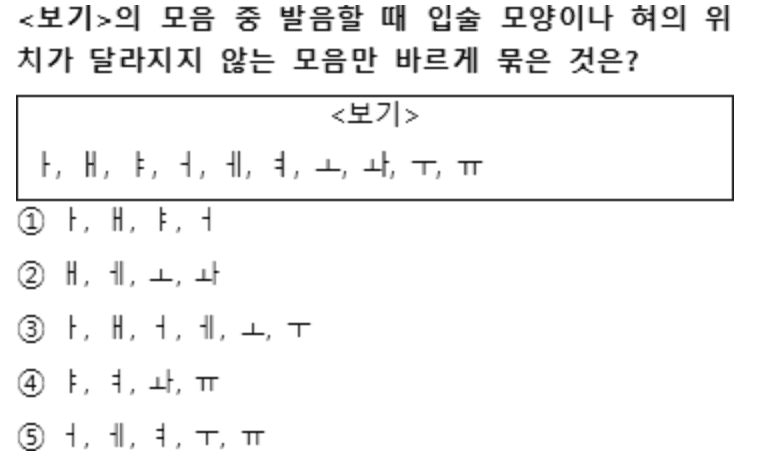 <보기>의 모음 중 발음할 때 입술 모양이나 혀의 위
치가 달라지지 않는 모음만 바르게 묶은 것은?
<보기>
ㅏ, ㅐ, ㅑ, ㅓ, ㅔ, ㅕ, ㅗ, ㅘ, ㅜ, ㅠ
① ㅏ, ㅐ, ㅑ, ㅓ
② ㅐ, ㅔ, ㅗ, ㅘ
③ ㅏ, ㅐ, ㅓ, ㅔ, ㅗ, ㅜ
④ ㅑ, ㅕ, ㅘ, ㅠ
⑤ ㅓ, ㅔ, ㅕ, ㅜ, ㅠ